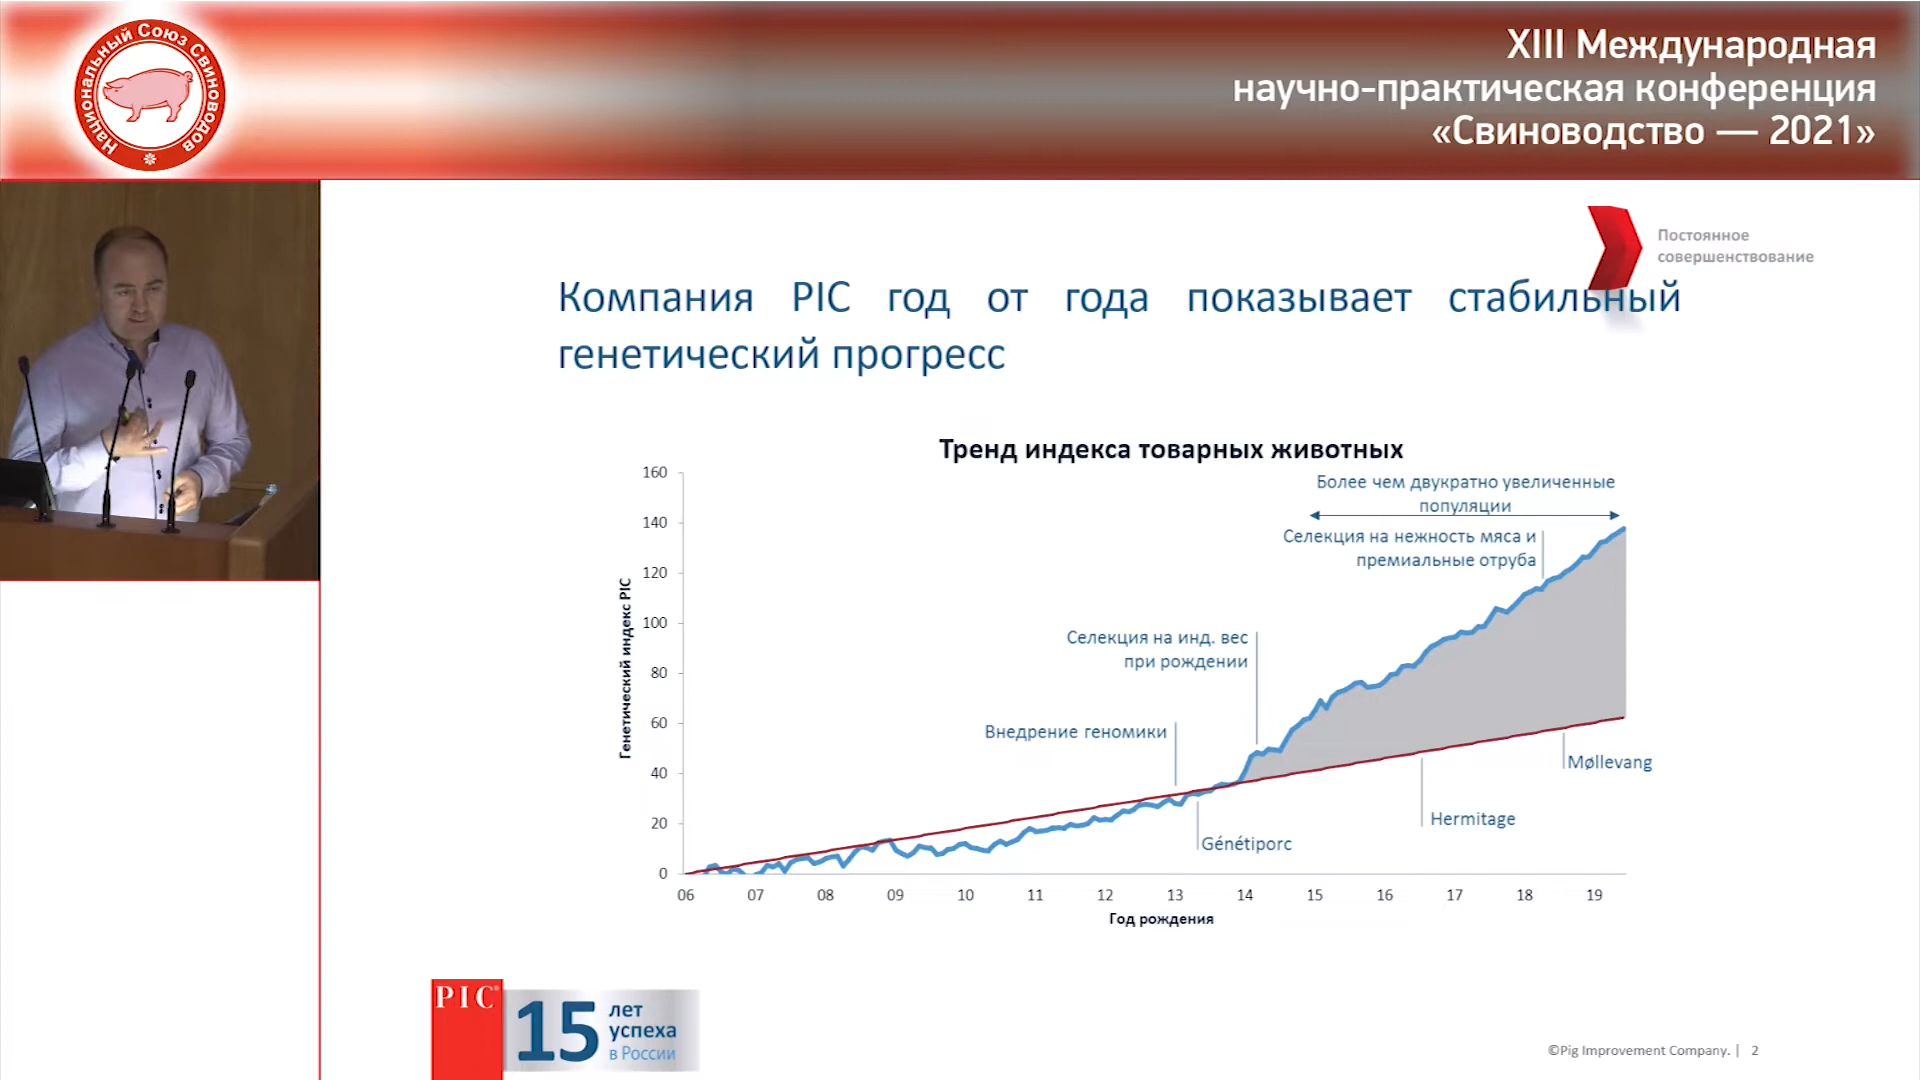 Национальный Союз Свиноводов
XIII Международная
научно-практическая конференция
«Свиноводство — 2021»
Постоянное
совершенствование
Компания PIC год от года показывает стабильный
генетический прогресс
Тренд индекса товарных животных
Более чем двукратно увеличенные
популяции
Селекция на нежность мяса и
премиальные отруба
Селекция на инд. вес
при рождении
Внедрение геномики
Møllevang
Hermitage
Génétiporc
Генетический индекс PIC
160
140
120
100
80
60
40
20
0
06 07 08 09 10 11 12 13 14 15 16 17 18 19
Год рождения
PIC®
15 лет
успеха
в России
©Pig Improvement Company. | 2